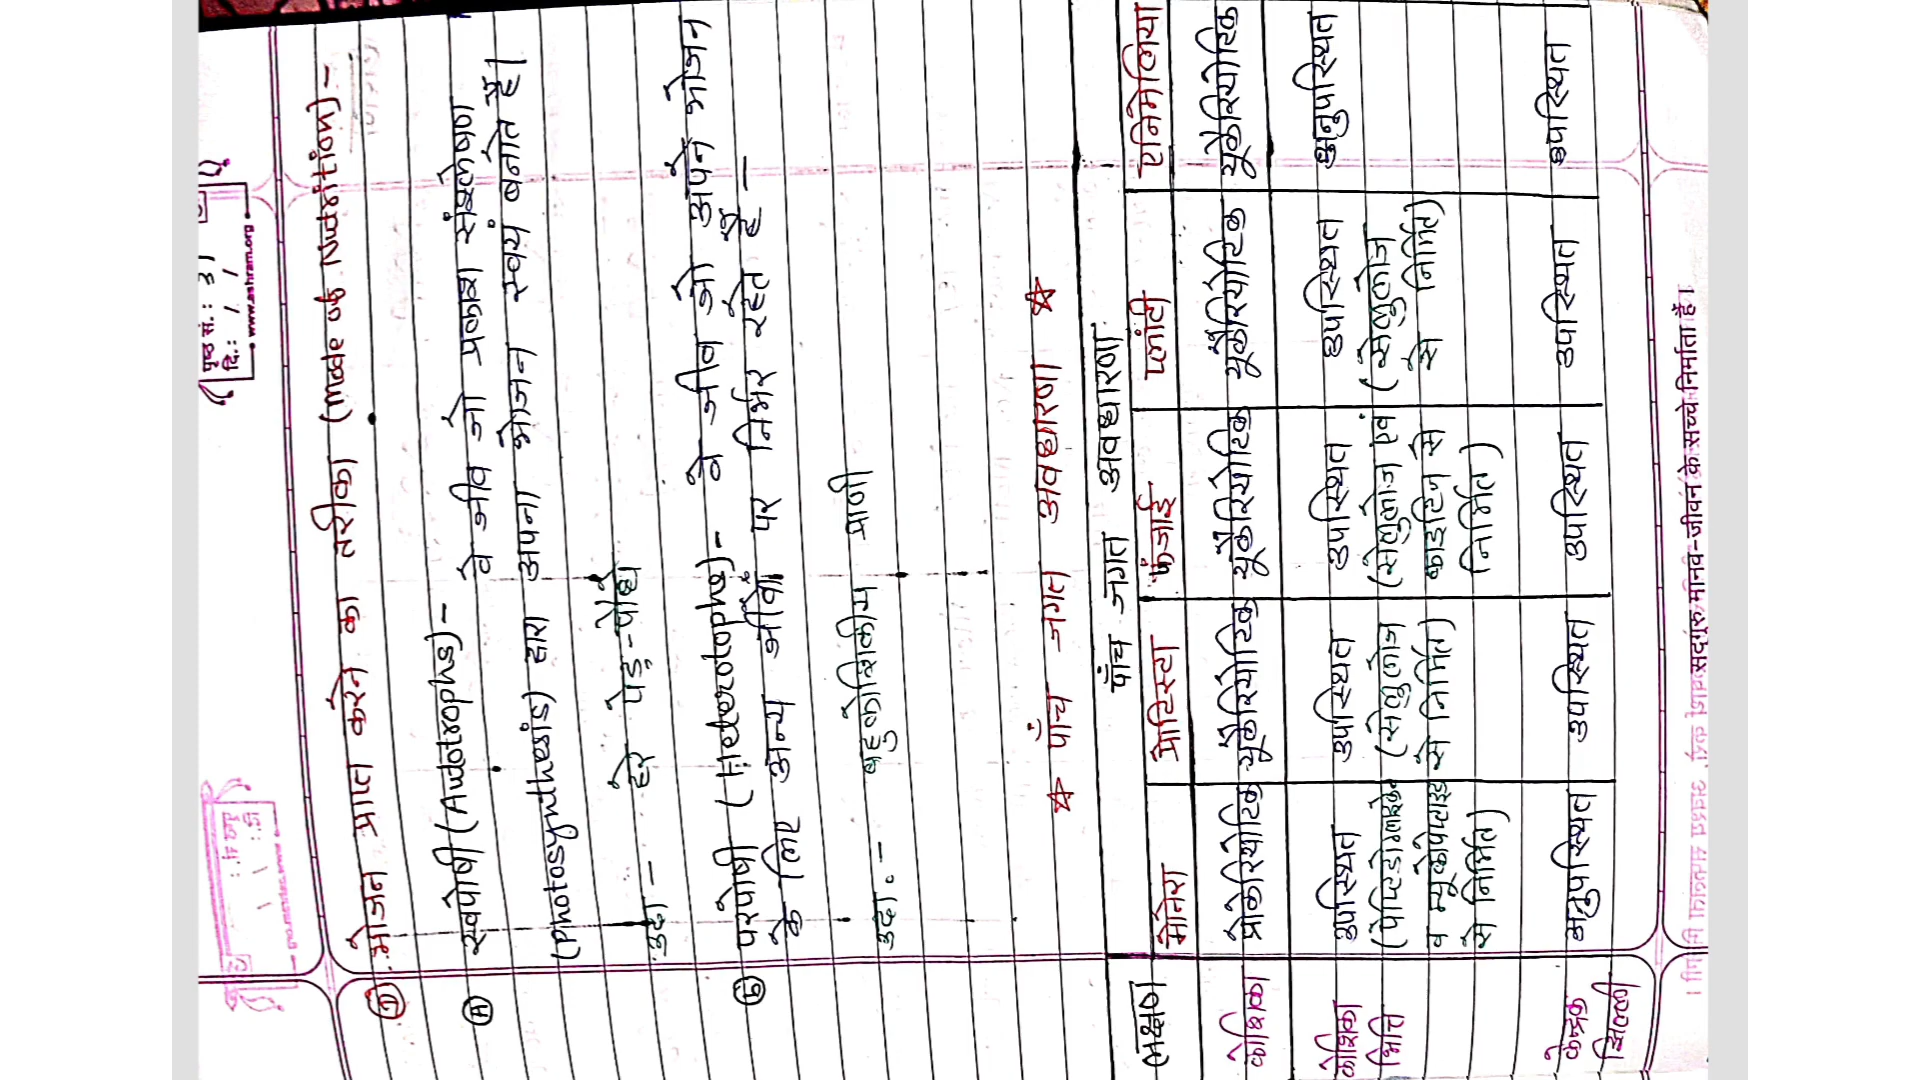 पृष्ठ सं.: 31
दि.: / /
www.ashram.org
(D) भोजन प्राप्त करने का तरीका (Mode of Nutrition) -
(A) स्वपोषी (Autotrophs) - वे जीव जो प्रकाश संश्लेषण
(Photosynthesis) द्वारा अपना भोजन स्वयं बनाते हैं।
उदा - हरे पेड़-पौधे
(b) परपोषी (Heterotophs) - वे जीव जो अपने भोजन
के लिए अन्य जीवों पर निर्भर रहते हैं -
उदा. - बहुकोशिकीय प्राणी
☆ पाँच जगत अवधारणा ☆
पाँच जगत अवधारणा
लक्षण मोनेरा प्रोटिस्टा फंजाई प्लांटी एनिमेलिया
कोशिका प्रोकेरियोटिक यूकेरियोटिक यूकेरियोटिक यूकेरियोटिक यूकेरियोटिक
कोशिका उपस्थित उपस्थित उपस्थित उपस्थित अनुपस्थित
भित्ति (पेप्टिडोग्लाइकेन (सेलुलोज (सेलुलोज एवं (सेलुलोज
व म्यूकोपेप्टाइड से निर्मित) काइटिन से से निर्मित)
से निर्मित) निर्मित)
केन्द्रक अनुपस्थित उपस्थित उपस्थित उपस्थित उपस्थित
झिल्ली
सद्गुरु मानव-जीवन के सच्चे निर्माता हैं।